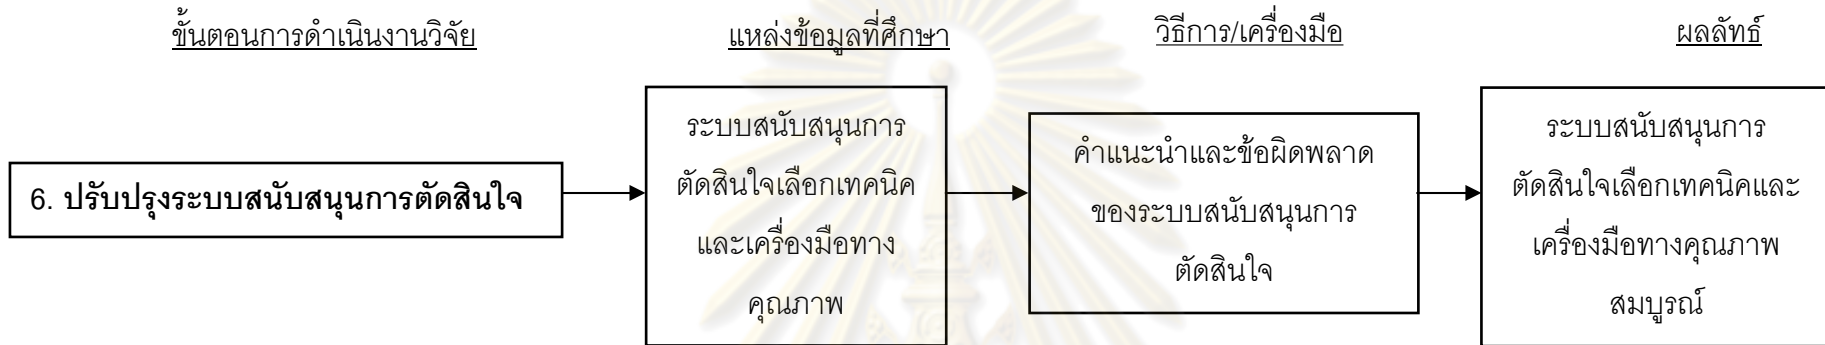 ขั้นตอนการดำเนินงานวิจัย
แหล่งข้อมูลที่ศึกษา
วิธีการ/เครื่องมือ
ผลลัทธ์
6. ปรับปรุงระบบสนับสนุนการตัดสินใจ
ระบบสนับสนุนการ
ตัดสินใจเลือกเทคนิค
และเครื่องมือทาง
คุณภาพ
คำแนะนำและข้อผิดพลาด
ของระบบสนับสนุนการ
ตัดสินใจ
ระบบสนับสนุนการ
ตัดสินใจเลือกเทคนิคและ
เครื่องมือทางคุณภาพ
สมบูรณ์